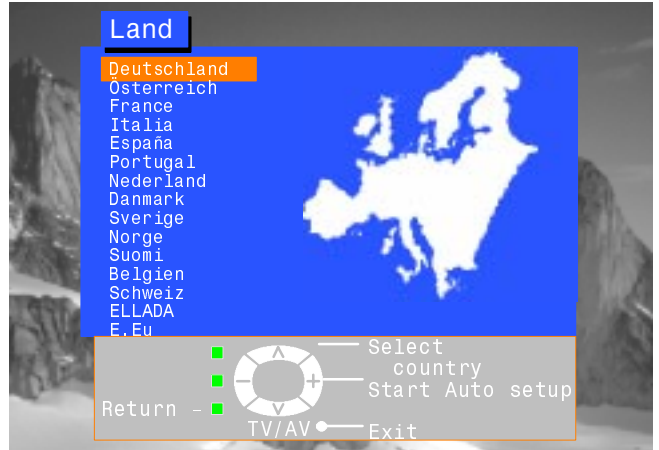 Land
Deutschland
Österreich
France
Italia
España
Portugal
Nederland
Danmark
Sverige
Norge
Suomi
Belgien
Schweiz
ELLADA
E.Eu
Select
country
Start Auto setup
Return -
TV/AV
Exit